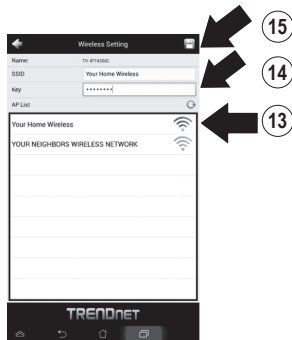 Wireless Setting
Name: TV-IP743SIC
SSID Your Home Wireless
Key ••••••••
AP List
Your Home Wireless
YOUR NEIGHBORS WIRELESS NETWORK
TRENDNET
15
14
13